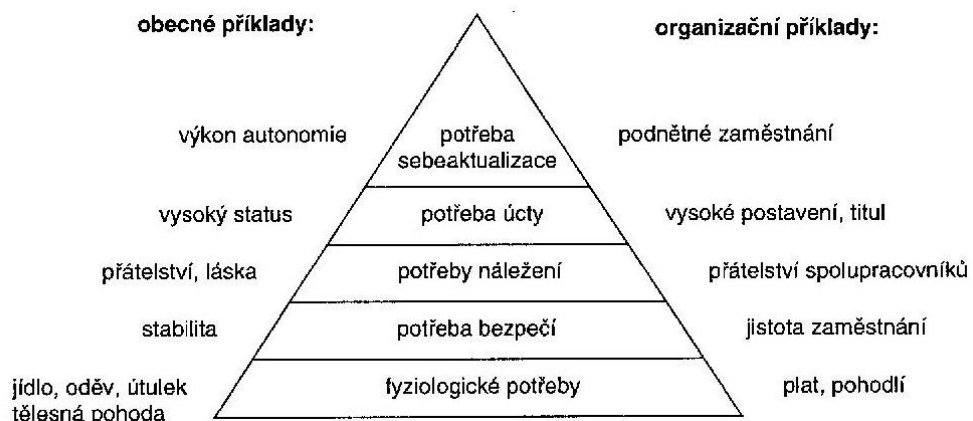 obecné příklady:
organizační příklady:
výkon autonomie
potřeba
sebeaktualizace
podnětné zaměstnání
vysoký status
potřeba úcty
vysoké postavení, titul
přátelství, láska
potřeby náležení
přátelství spolupracovníků
stabilita
potřeba bezpečí
jistota zaměstnání
jídlo, oděv, útulek
tělesná pohoda
fyziologické potřeby
plat, pohodlí